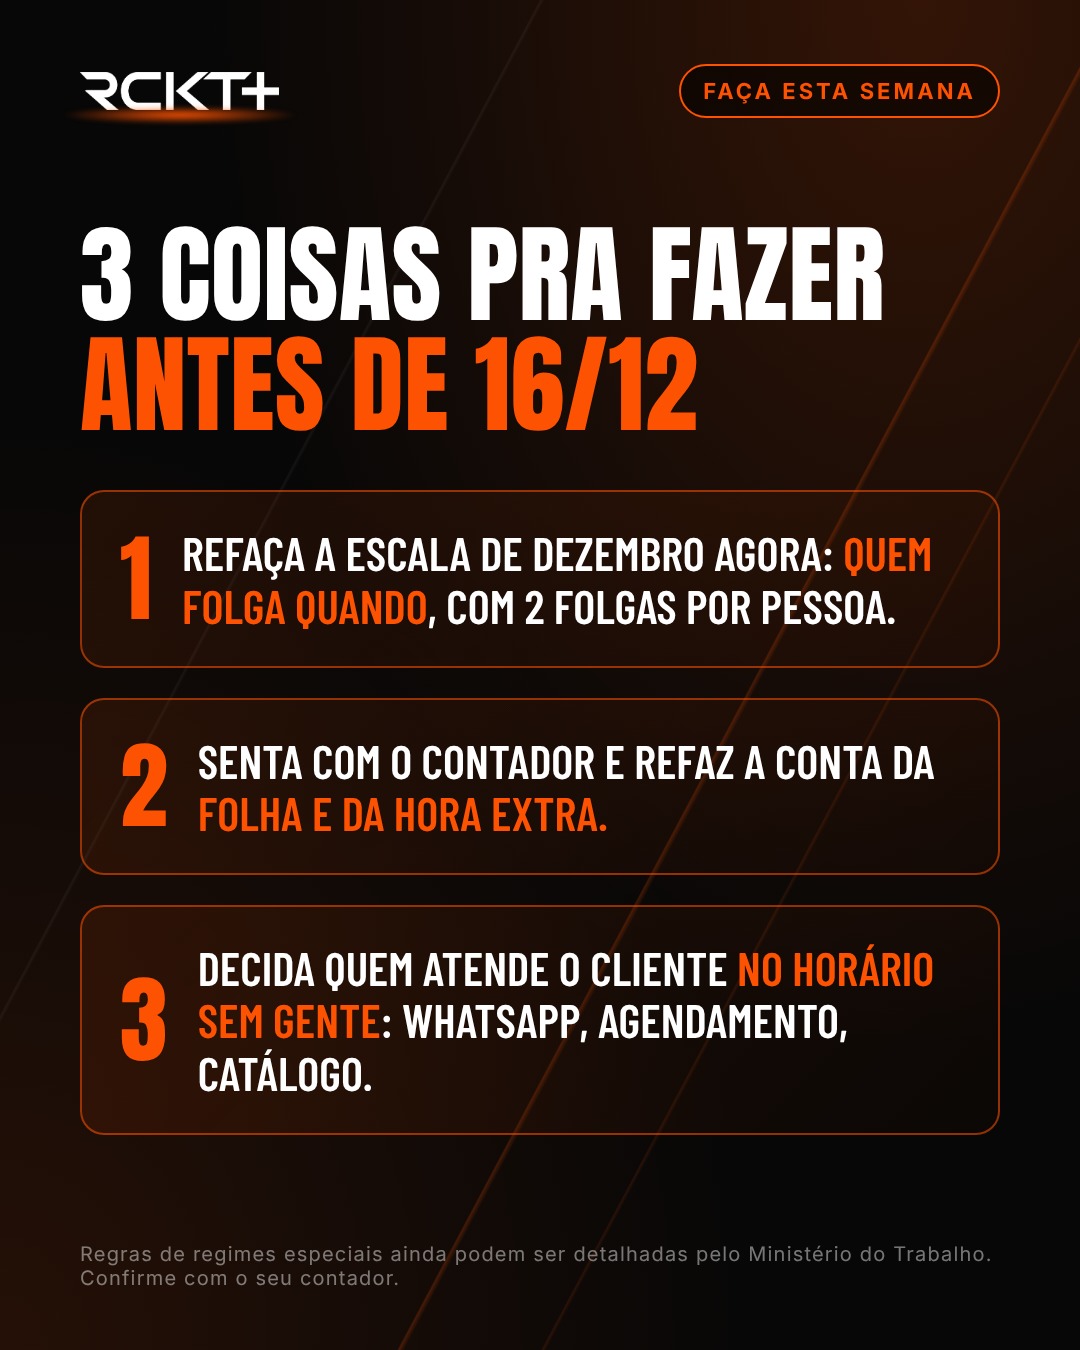 RCKT+
FAÇA ESTA SEMANA
3 COISAS PRA FAZER
ANTES DE 16/12
1
REFAÇA A ESCALA DE DEZEMBRO AGORA: QUEM
FOLGA QUANDO, COM 2 FOLGAS POR PESSOA.
2
SENTA COM O CONTADOR E REFAZ A CONTA DA
FOLHA E DA HORA EXTRA.
3
DECIDA QUEM ATENDE O CLIENTE NO HORÁRIO
SEM GENTE: WHATSAPP, AGENDAMENTO,
CATÁLOGO.
Regras de regimes especiais ainda podem ser detalhadas pelo Ministério do Trabalho.
Confirme com o seu contador.